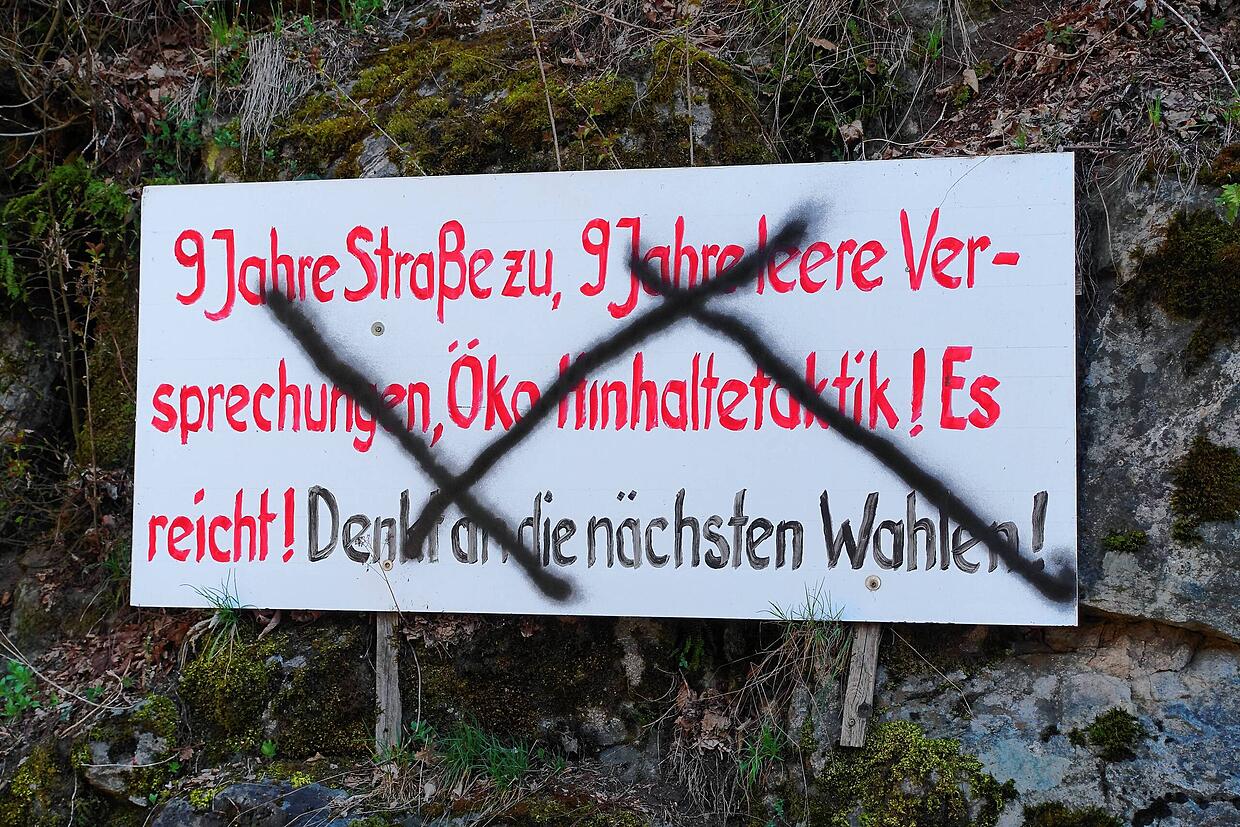 9 Jahre Straße zu, 9 Jahre leere Ver-
sprechungen, Öko Hinhaltetaktik! Es
reicht! Denkt an die nächsten Wahlen!